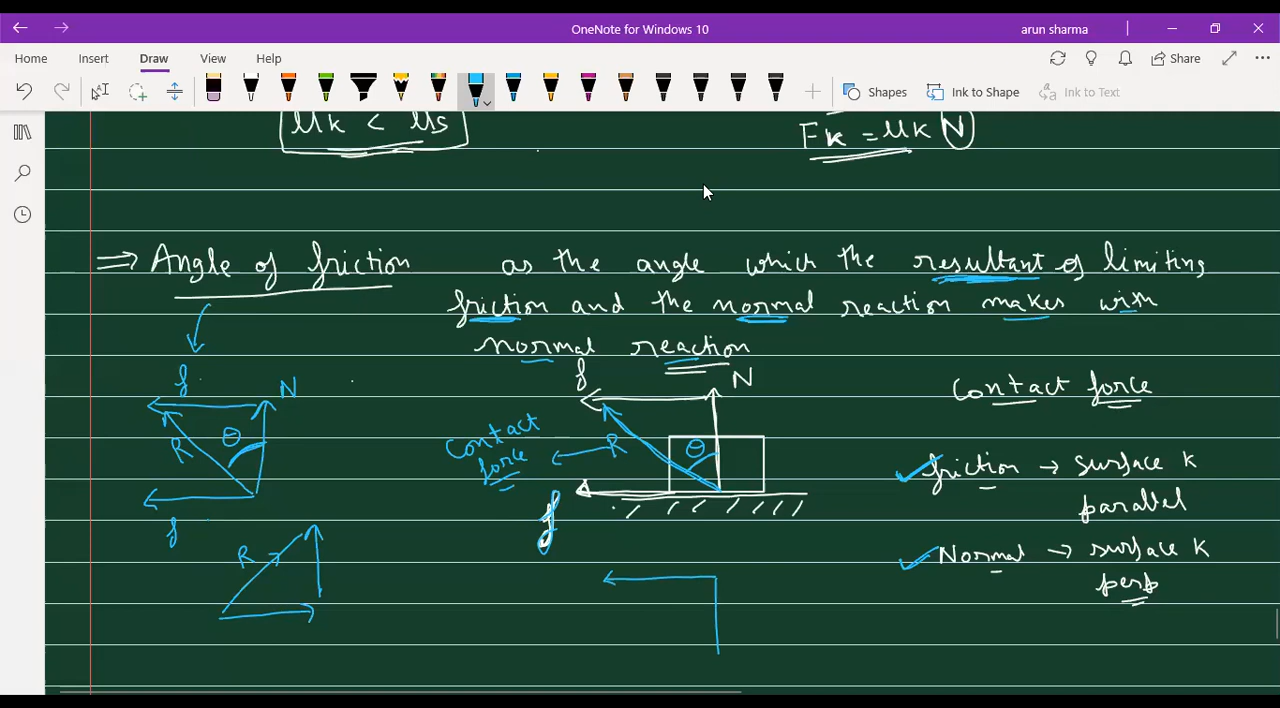 OneNote for Windows 10
arun sharma
Home Insert Draw View Help
Share
Shapes
Ink to Shape
Ink to Text
μk < μs
Fk = μk N
⇒ Angle of friction as the angle which the resultant of limiting
friction and the normal reaction makes with
normal reaction
f
N
θ
R
f
R
f
N
θ
R
Contact
force
f
Contact force
friction → surface k
parallel
Normal → surface k
perp